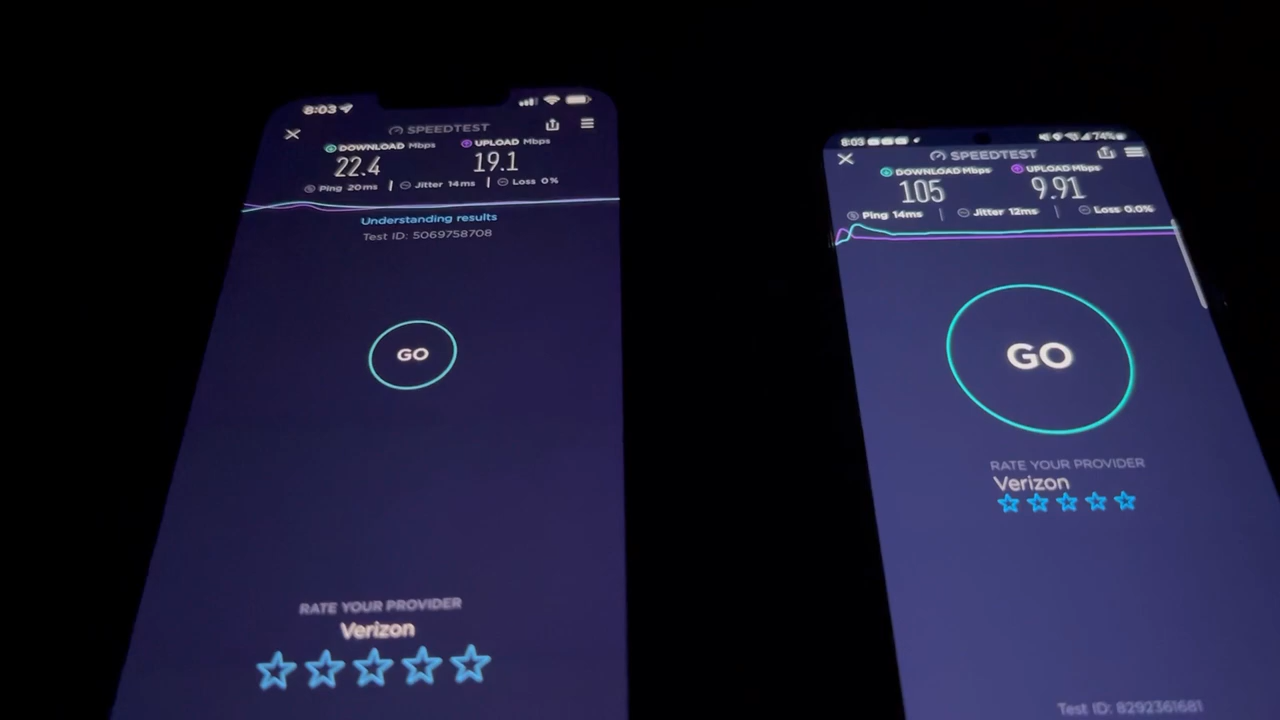 8:03
SPEEDTEST
DOWNLOAD Mbps UPLOAD Mbps
22.4 19.1
Ping 20ms Jitter 14ms Loss 0%
Understanding results
Test ID: 5069758708
GO
RATE YOUR PROVIDER
Verizon
8:03 74%
SPEEDTEST
DOWNLOAD Mbps UPLOAD Mbps
105 9.91
Ping 14ms Jitter 12ms Loss 0.0%
GO
RATE YOUR PROVIDER
Verizon
Test ID: 8292361681